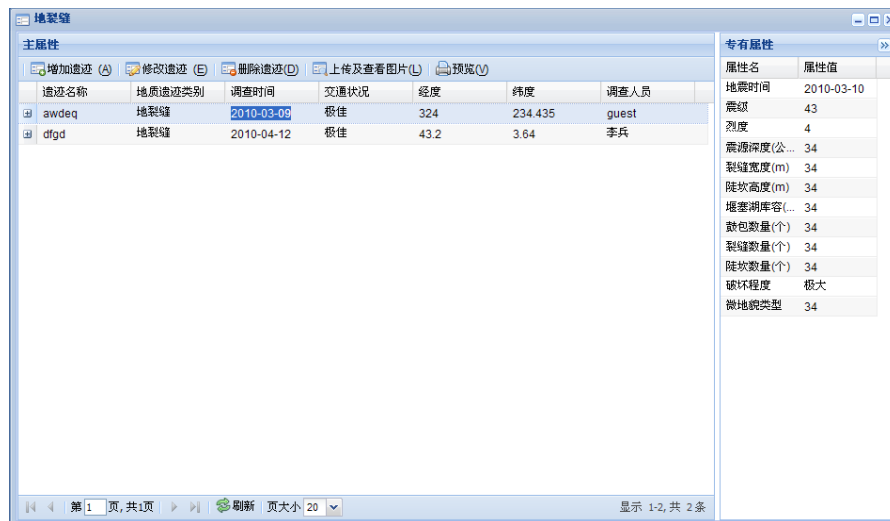 地裂缝
主属性
增加遗迹 (A) 修改遗迹 (E) 删除遗迹(D) 上传及查看图片(L) 预览(V)
遗迹名称 地质遗迹类别 调查时间 交通状况 经度 纬度 调查人员
awdeq 地裂缝 2010-03-09 极佳 324 234.435 guest
dfgd 地裂缝 2010-04-12 极佳 43.2 3.64 李兵
第 1 页,共1页 刷新 页大小 20 显示 1-2,共 2条
专有属性
属性名 属性值
地震时间 2010-03-10
震级 43
烈度 4
震源深度(公... 34
裂缝宽度(m) 34
陡坎高度(m) 34
堰塞湖库容(... 34
鼓包数量(个) 34
裂缝数量(个) 34
陡坎数量(个) 34
破坏程度 极大
微地貌类型 34